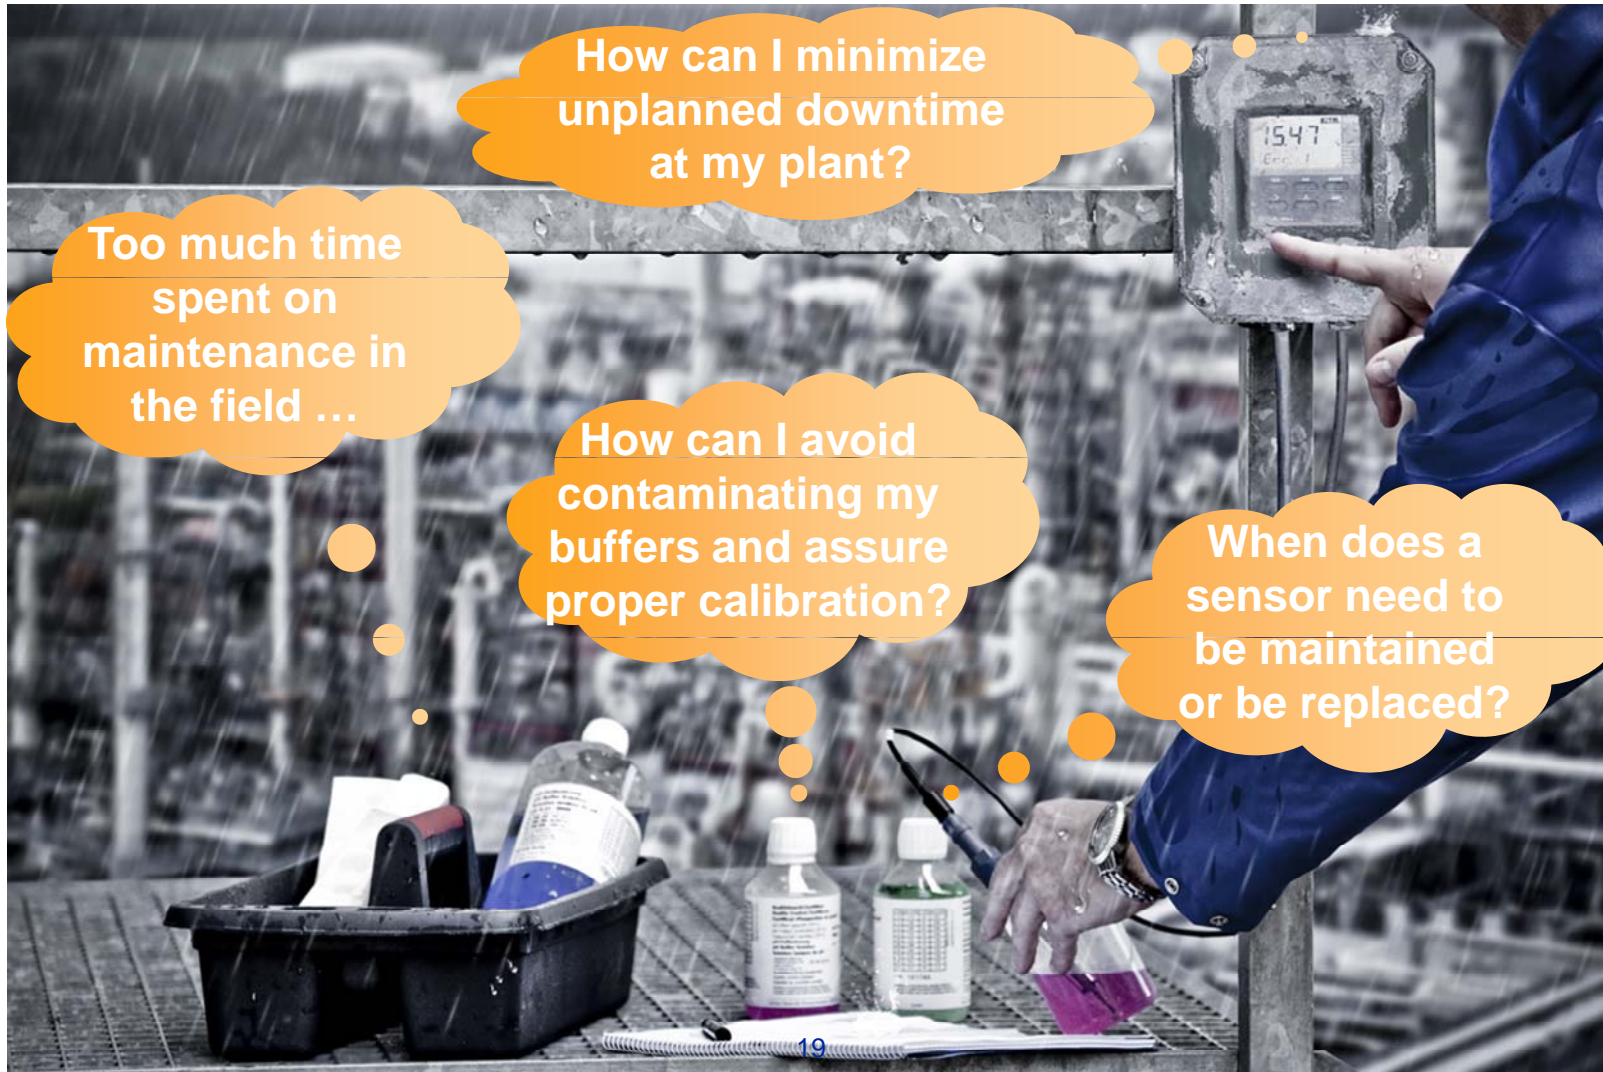 How can I minimize
unplanned downtime
at my plant?
15.47
Err. 1
Too much time
spent on
maintenance in
the field …
How can I avoid
contaminating my
buffers and assure
proper calibration?
When does a
sensor need to
be maintained
or be replaced?
19